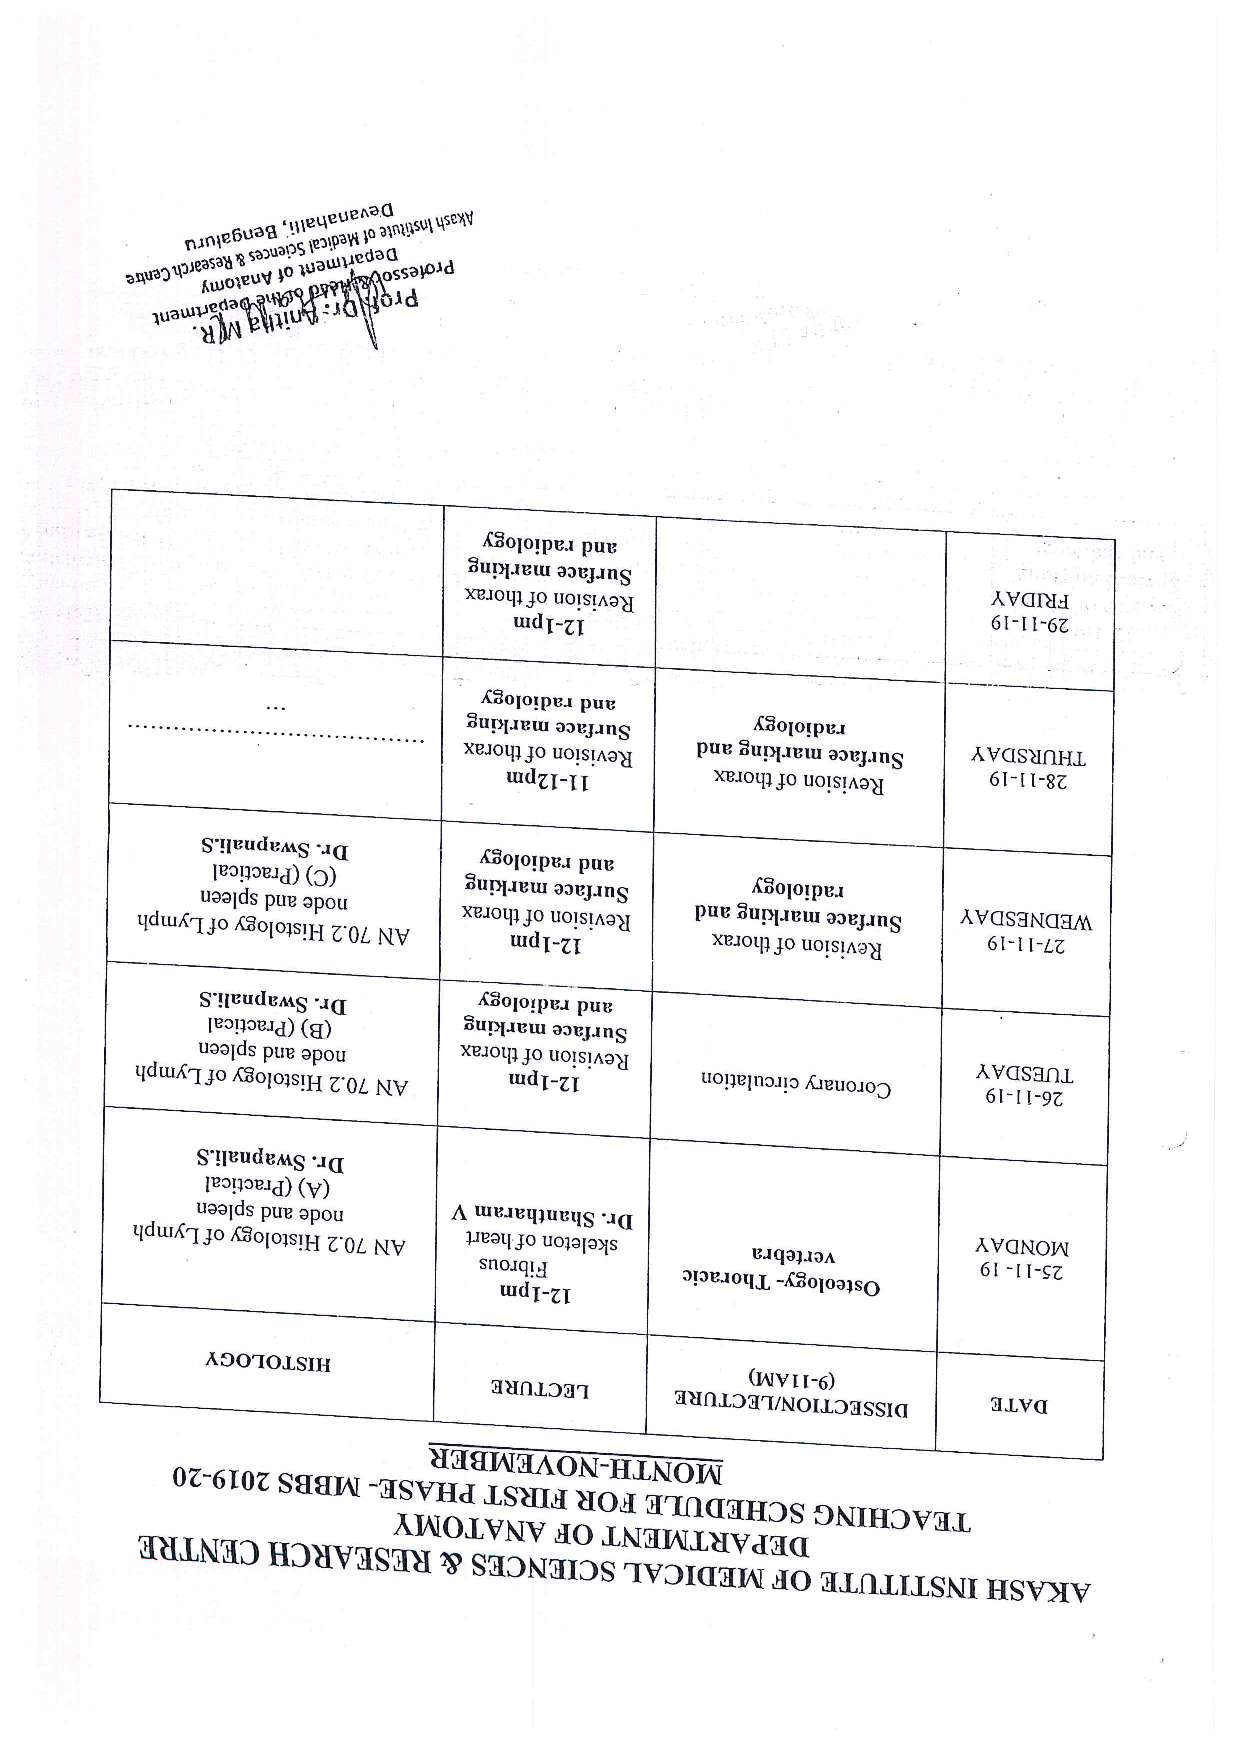 AKASH INSTITUTE OF MEDICAL SCIENCES & RESEARCH CENTRE
DEPARTMENT OF ANATOMY
TEACHING SCHEDULE FOR FIRST PHASE- MBBS 2019-20
MONTH-NOVEMBER
DATE
DISSECTION/LECTURE
(9-11AM)
LECTURE
HISTOLOGY
25-11- 19
MONDAY
Osteology- Thoracic
vertebra
12-1pm
Fibrous
skeleton of heart
Dr. Shantharam V
AN 70.2 Histology of Lymph
node and spleen
(A) (Practical
Dr. Swapnali.S
26-11-19
TUESDAY
Coronary circulation
12-1pm
Revision of thorax
Surface marking
and radiology
AN 70.2 Histology of Lymph
node and spleen
(B) (Practical
Dr. Swapnali.S
27-11-19
WEDNESDAY
Revision of thorax
Surface marking and
radiology
12-1pm
Revision of thorax
Surface marking
and radiology
AN 70.2 Histology of Lymph
node and spleen
(C) (Practical
Dr. Swapnali.S
28-11-19
THURSDAY
Revision of thorax
Surface marking and
radiology
11-12pm
Revision of thorax
Surface marking
and radiology
.......................................
...
29-11-19
FRIDAY
12-1pm
Revision of thorax
Surface marking
and radiology
Prof. Dr. Anitha M.R.
Professor & Head of the Department
Department of Anatomy
Akash Institute of Medical Sciences & Research Centre
Devanahalli, Bengaluru